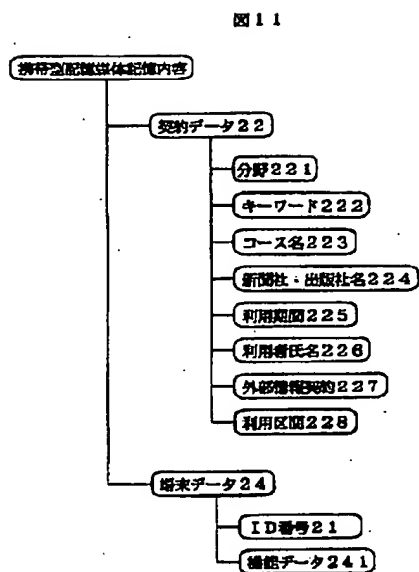 図11
携帯型記憶媒体記憶内容
契約データ22
分野221
キーワード222
コース名223
新聞社・出版社名224
利用期間225
利用者氏名226
外部情報契約227
利用区間228
端末データ24
ID番号21
機能データ241